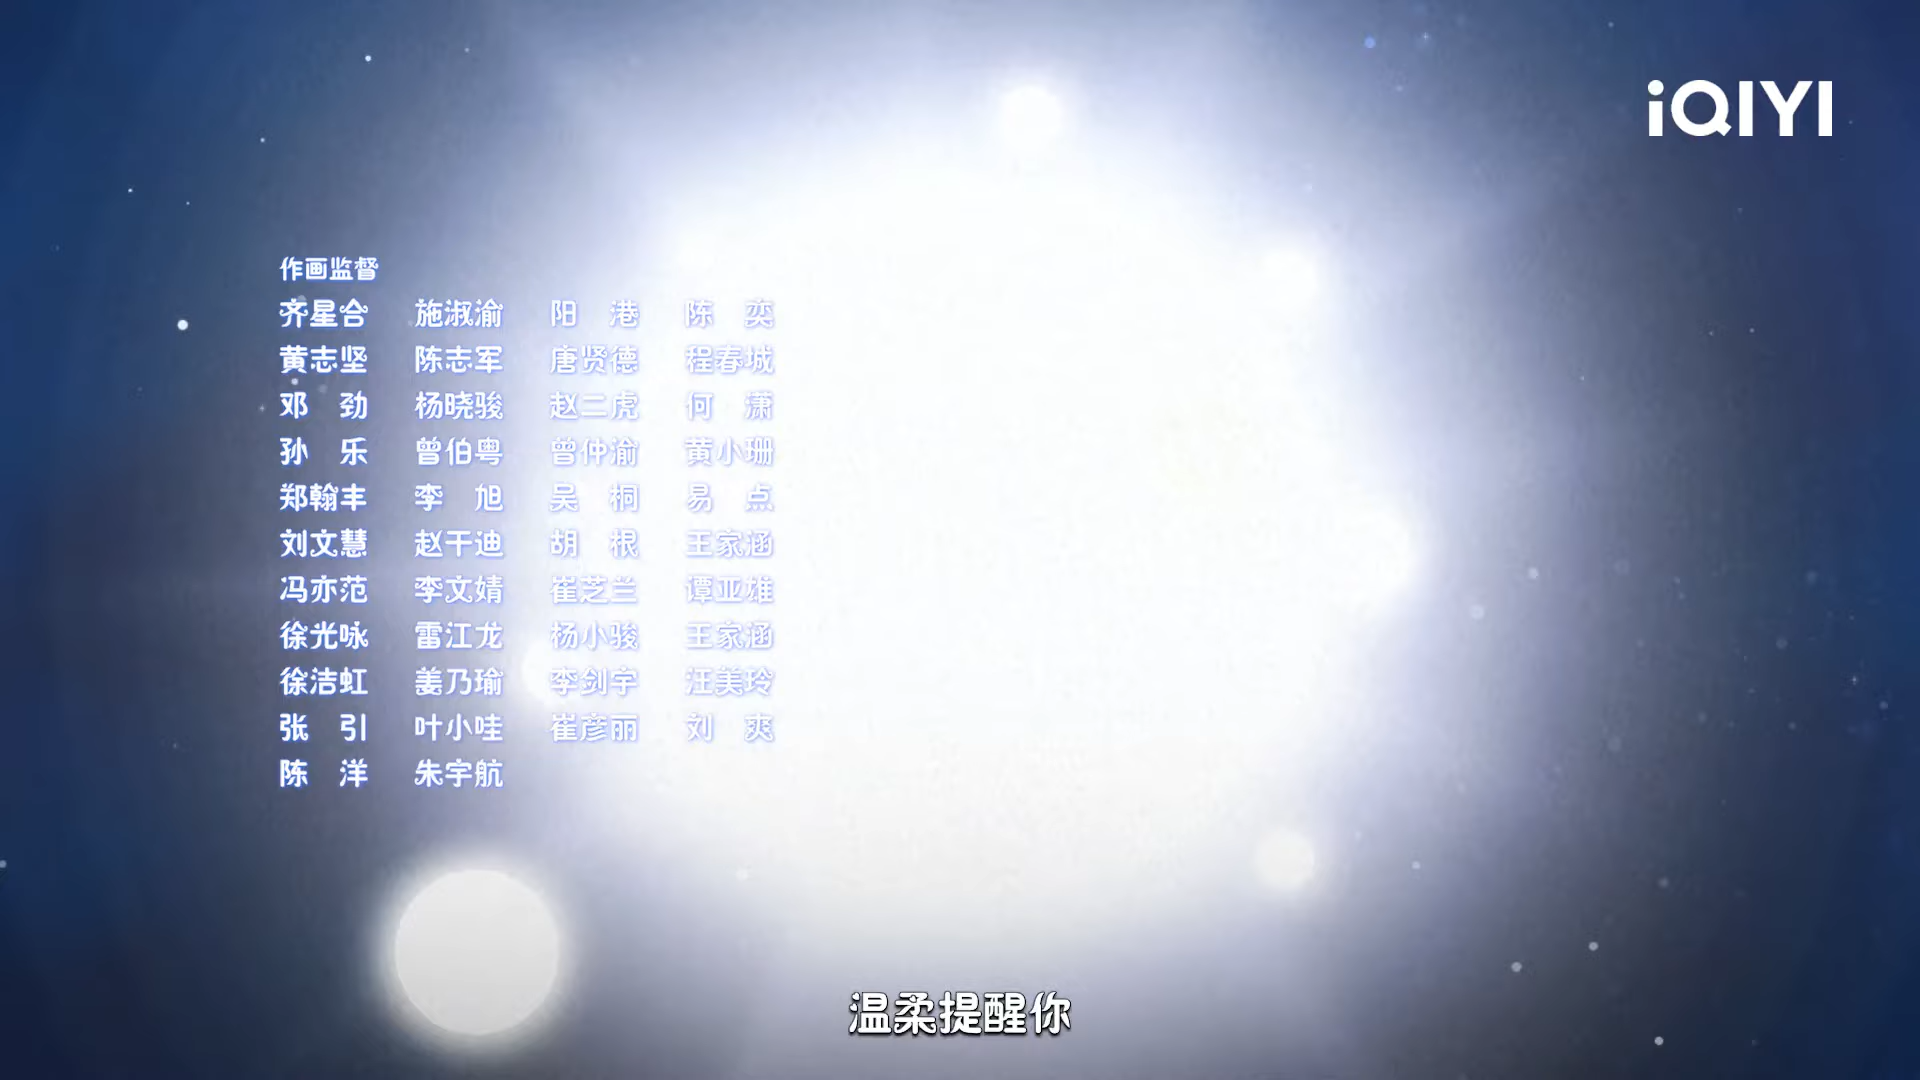 iQIYI
作画监督
齐星合 施淑渝 阳 港 陈 奕
黄志坚 陈志军 唐贤德 程春城
邓 劲 杨晓骏 赵二虎 何 潇
孙 乐 曾伯粤 曾仲渝 黄小珊
郑翰丰 李 旭 吴 桐 易 点
刘文慧 赵干迪 胡 根 王家涵
冯亦范 李文婧 崔芝兰 谭亚雄
徐光咏 雷江龙 杨小骏 王家涵
徐洁虹 姜乃瑜 李剑宇 汪美玲
张 引 叶小哇 崔彦丽 刘 爽
陈 洋 朱宇航
温柔提醒你